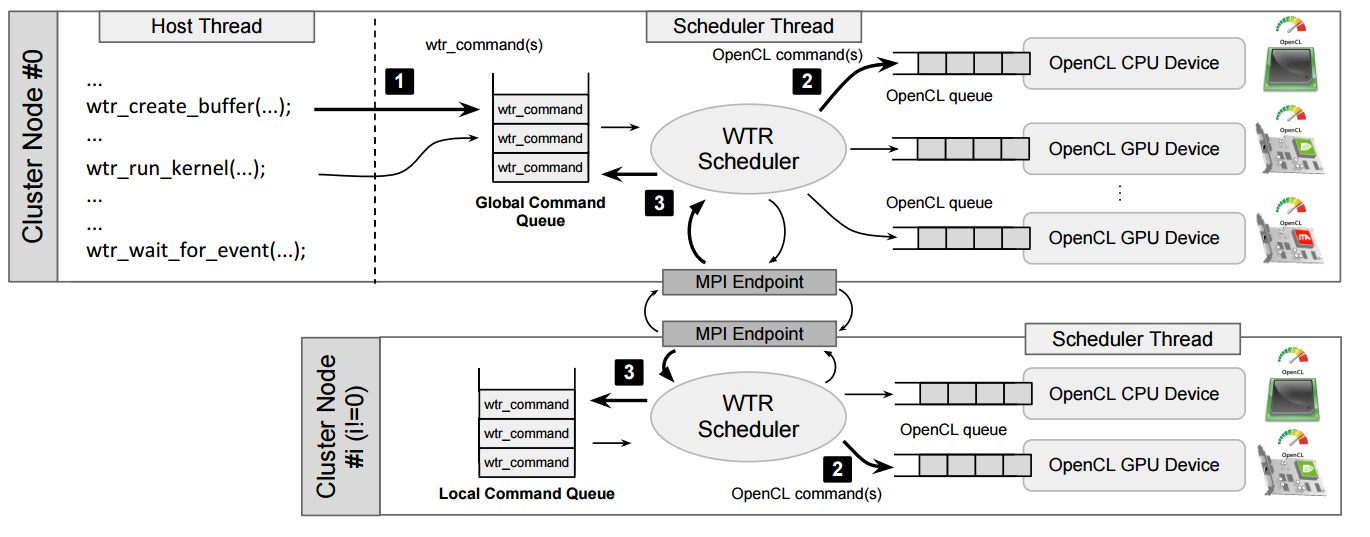 Cluster Node #0
Host Thread
Scheduler Thread
...
wtr_create_buffer(...);
...
wtr_run_kernel(...);
...
...
wtr_wait_for_event(...);
wtr_command(s)
1
wtr_command
wtr_command
wtr_command
Global Command
Queue
WTR
Scheduler
3
OpenCL command(s)
2
OpenCL queue
OpenCL queue
OpenCL CPU Device
OpenCL
OpenCL GPU Device
OpenCL
⋮
OpenCL GPU Device
OpenCL
MPI Endpoint
MPI Endpoint
Cluster Node
#i (i!=0)
Scheduler Thread
3
wtr_command
wtr_command
wtr_command
Local Command Queue
WTR
Scheduler
2
OpenCL command(s)
OpenCL CPU Device
OpenCL
OpenCL queue
OpenCL GPU Device
OpenCL